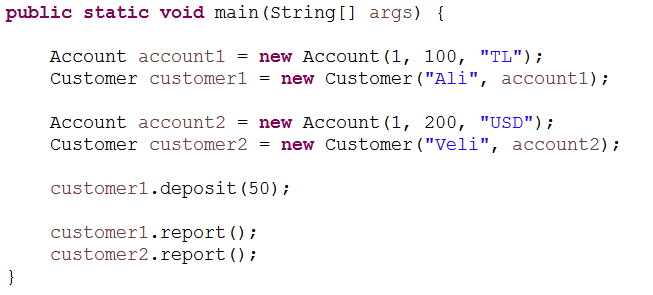 public static void main(String[] args) {
Account account1 = new Account(1, 100, "TL");
Customer customer1 = new Customer("Ali", account1);
Account account2 = new Account(1, 200, "USD");
Customer customer2 = new Customer("Veli", account2);
customer1.deposit(50);
customer1.report();
customer2.report();
}